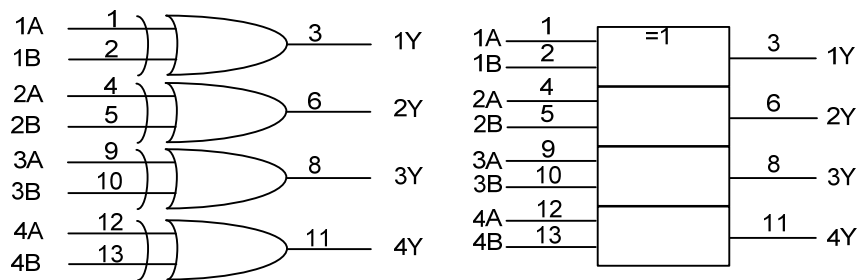 1A 1 3 1Y
1B 2
2A 4 6 2Y
2B 5
3A 9 8 3Y
3B 10
4A 12 11 4Y
4B 13
1A 1 =1 3 1Y
1B 2
2A 4 6 2Y
2B 5
3A 9 8 3Y
3B 10
4A 12 11 4Y
4B 13